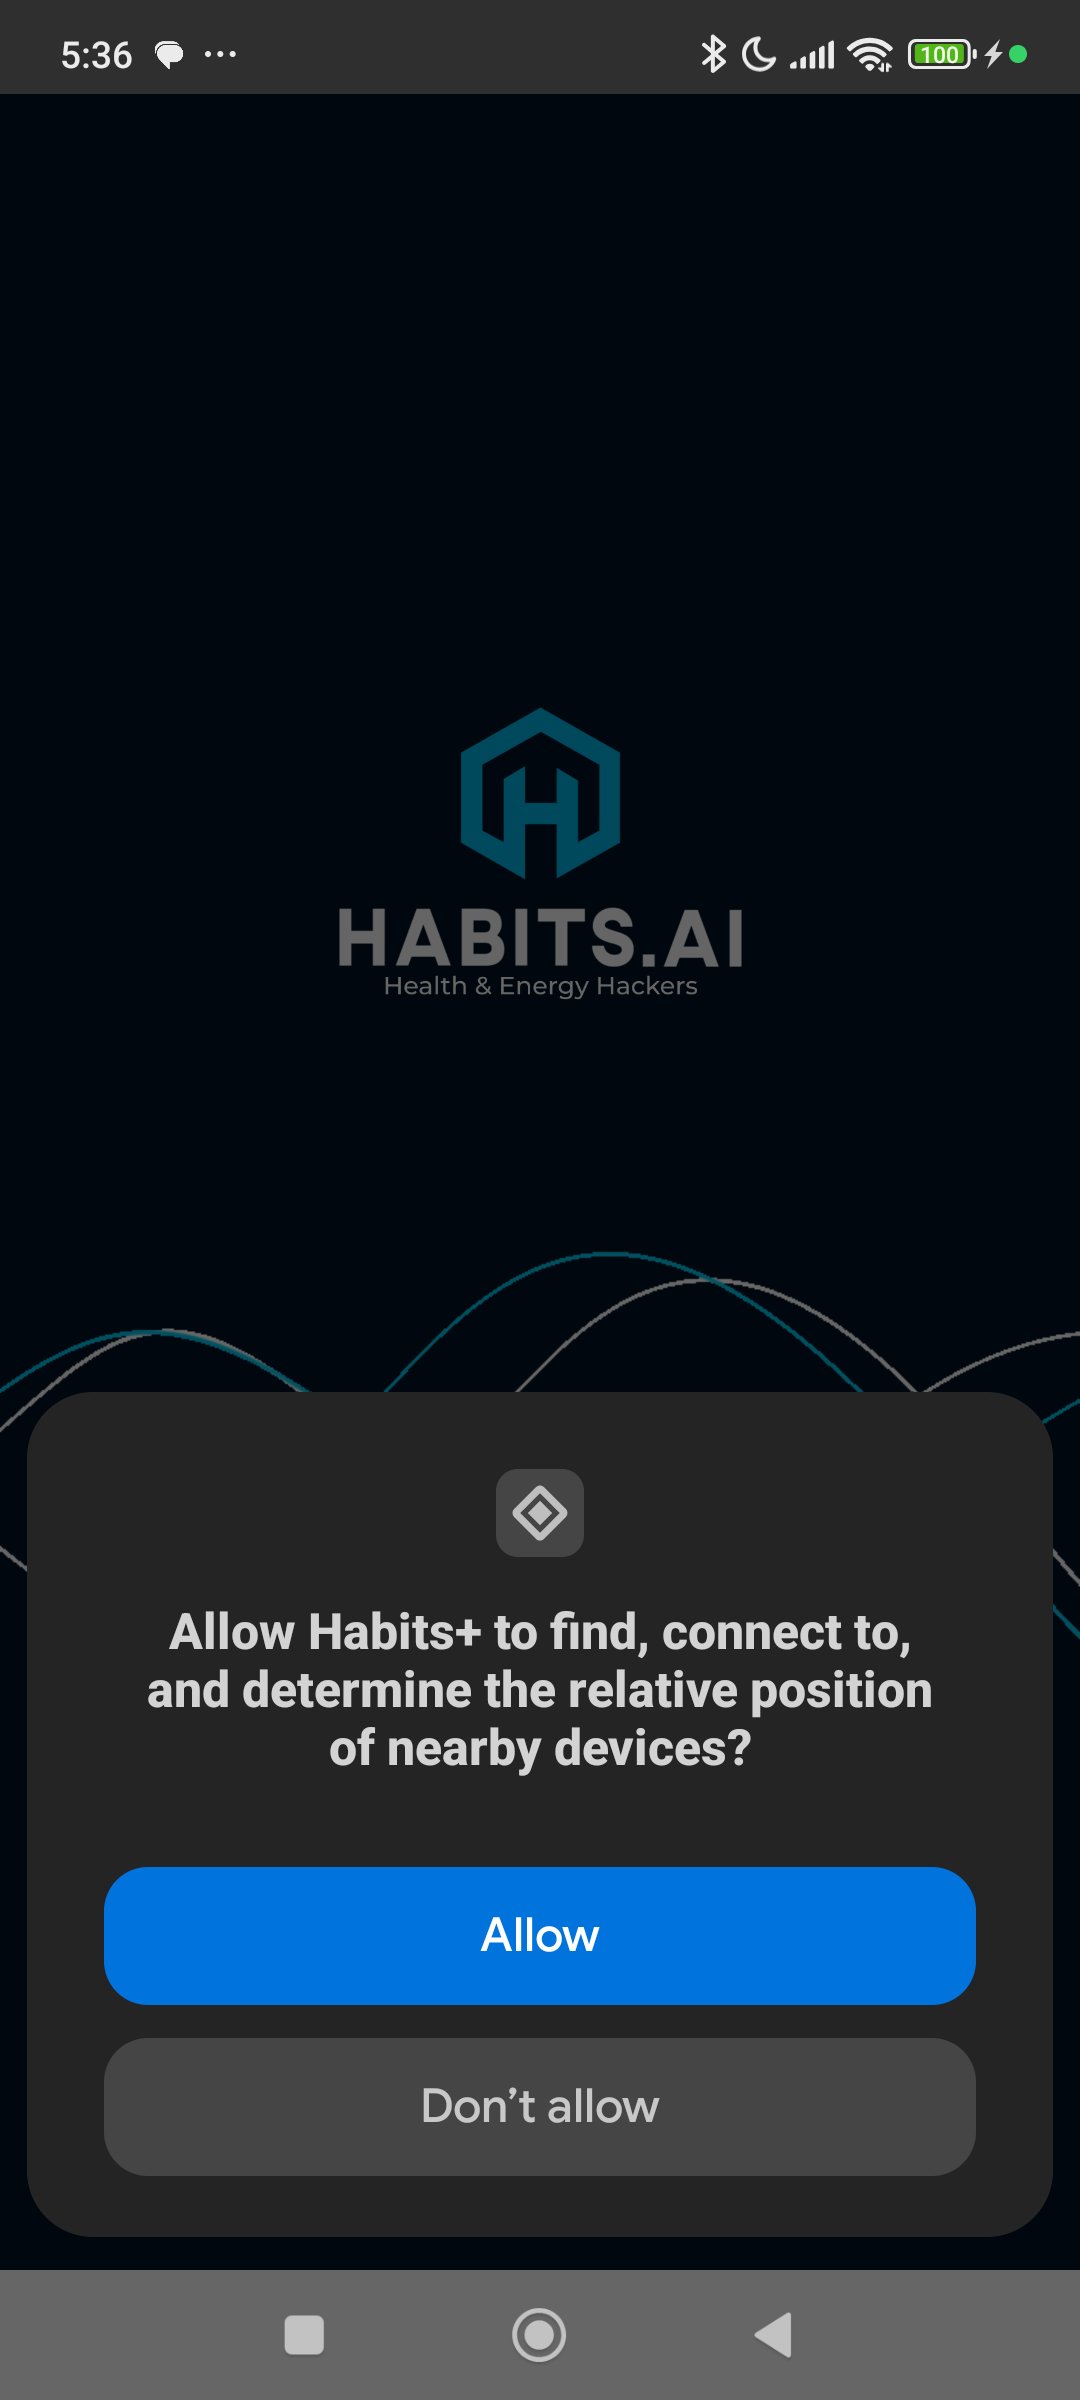 5:36
100
HABITS.AI
Health & Energy Hackers
Allow Habits+ to find, connect to,
and determine the relative position
of nearby devices?
Allow
Don’t allow